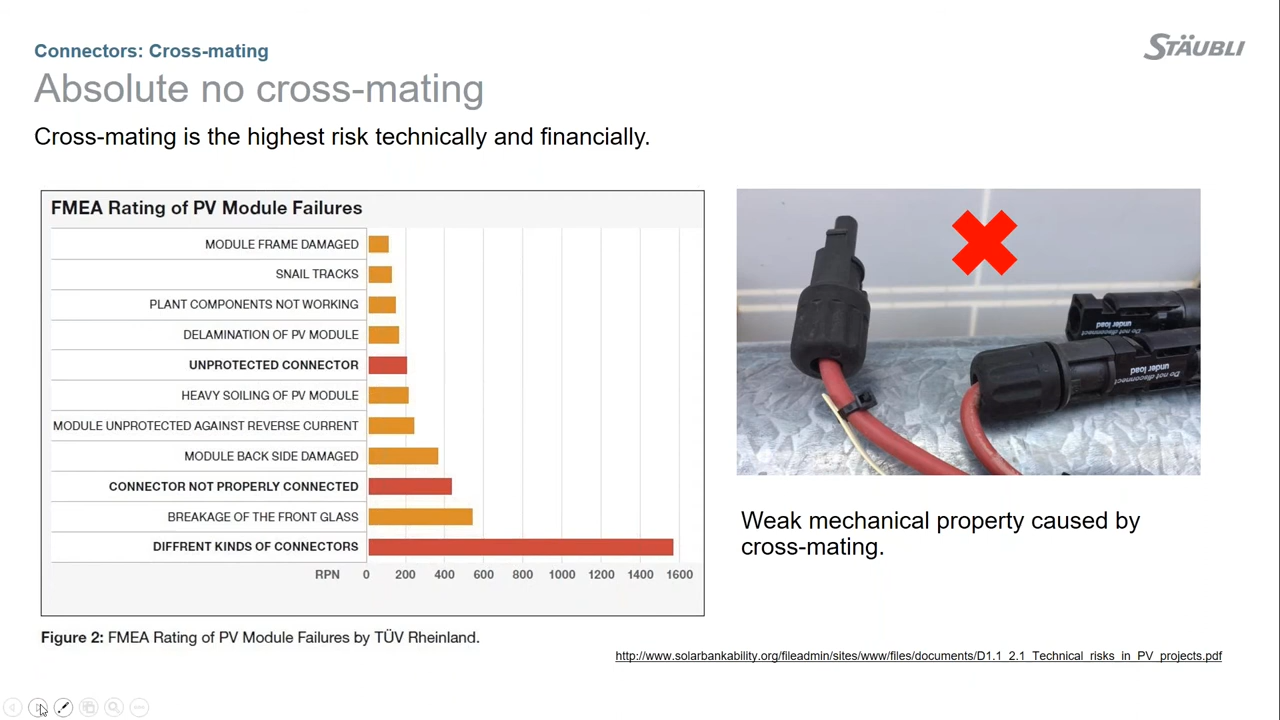 Connectors: Cross-mating
STÄUBLI
Absolute no cross-mating
Cross-mating is the highest risk technically and financially.
FMEA Rating of PV Module Failures
MODULE FRAME DAMAGED
SNAIL TRACKS
PLANT COMPONENTS NOT WORKING
DELAMINATION OF PV MODULE
UNPROTECTED CONNECTOR
HEAVY SOILING OF PV MODULE
MODULE UNPROTECTED AGAINST REVERSE CURRENT
MODULE BACK SIDE DAMAGED
CONNECTOR NOT PROPERLY CONNECTED
BREAKAGE OF THE FRONT GLASS
DIFFRENT KINDS OF CONNECTORS
RPN 0 200 400 600 800 1000 1200 1400 1600
Figure 2: FMEA Rating of PV Module Failures by TÜV Rheinland.
Do not disconnect
under load
Do not disconnect
under load
Weak mechanical property caused by
cross-mating.
http://www.solarbankability.org/fileadmin/sites/www/files/documents/D1.1_2.1_Technical_risks_in_PV_projects.pdf